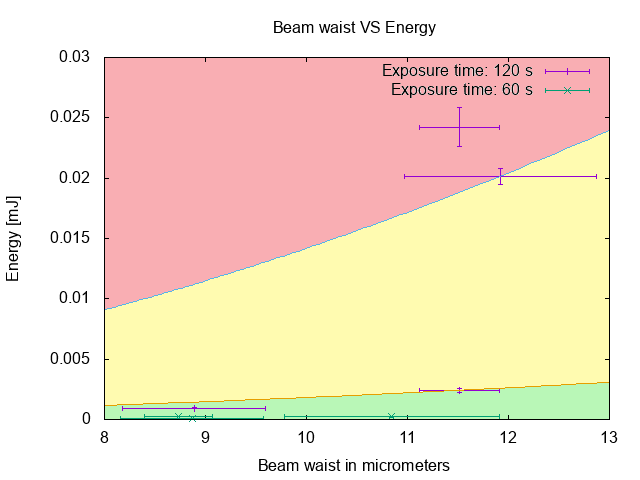 Beam waist VS Energy
Exposure time: 120 s
Exposure time: 60 s
Energy [mJ]
0.03
0.025
0.02
0.015
0.01
0.005
0
8 9 10 11 12 13
Beam waist in micrometers